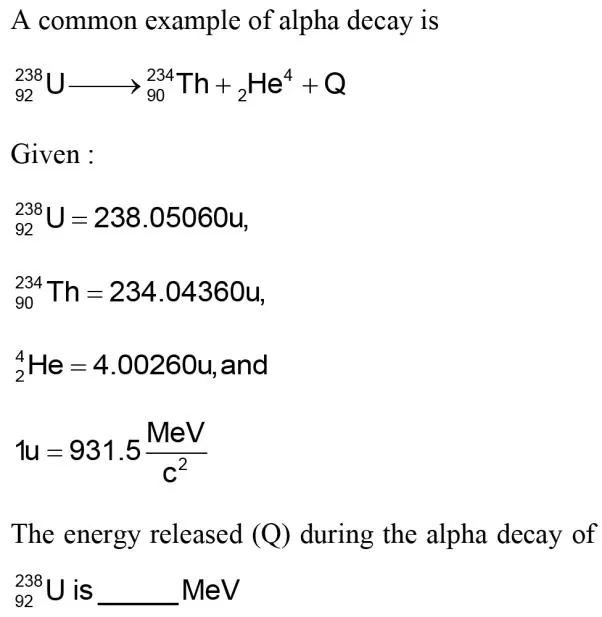 A common example of alpha decay is
²³⁸₉₂U ⟶ ²³⁴₉₀Th + ₂He⁴ + Q
Given :
²³⁸₉₂U = 238.05060u,
²³⁴₉₀Th = 234.04360u,
⁴₂He = 4.00260u, and
1u = 931.5 MeV/c²
The energy released (Q) during the alpha decay of
²³⁸₉₂U is ______ MeV